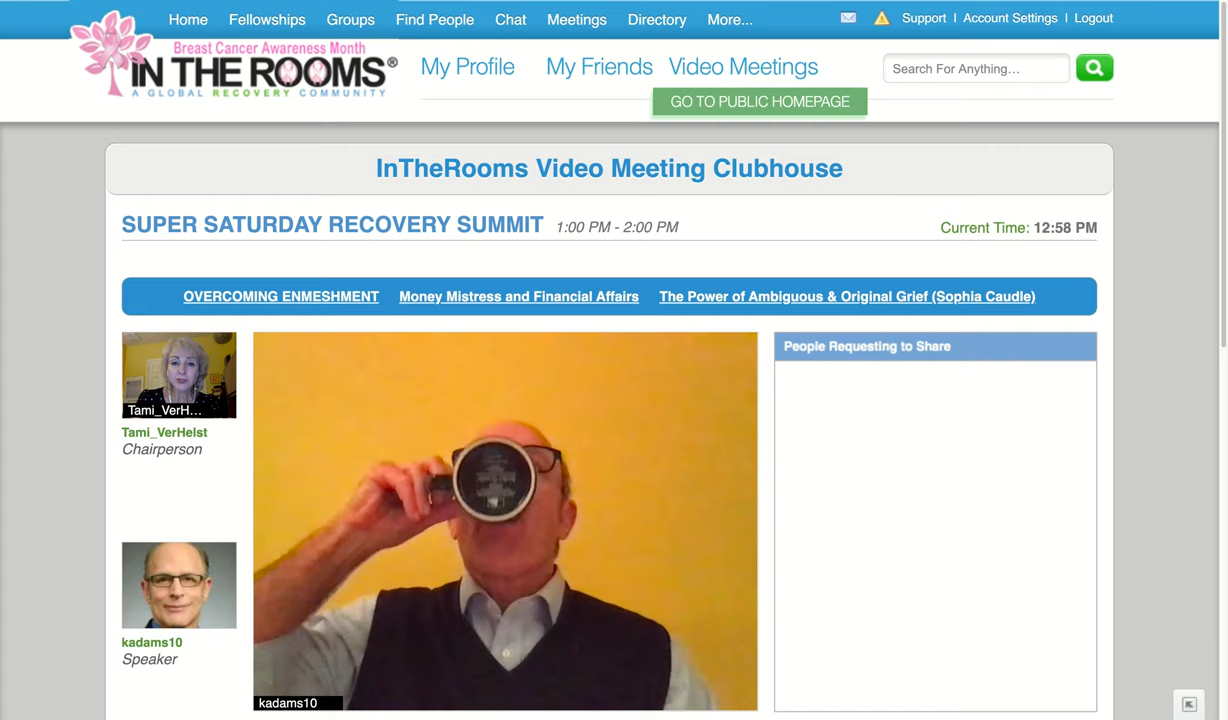 Home Fellowships Groups Find People Chat Meetings Directory More...
Support | Account Settings | Logout
Breast Cancer Awareness Month
IN THE ROOMS®
A GLOBAL RECOVERY COMMUNITY
My Profile My Friends Video Meetings
Search For Anything...
GO TO PUBLIC HOMEPAGE
InTheRooms Video Meeting Clubhouse
SUPER SATURDAY RECOVERY SUMMIT 1:00 PM - 2:00 PM
Current Time: 12:58 PM
OVERCOMING ENMESHMENT Money Mistress and Financial Affairs The Power of Ambiguous & Original Grief (Sophia Caudle)
Tami_VerH...
Tami_VerHelst
Chairperson
kadams10
Speaker
kadams10
People Requesting to Share